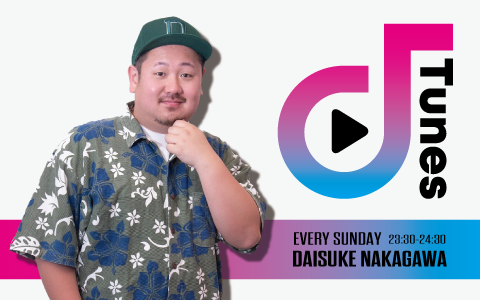 d
Tunes
EVERY SUNDAY 23:30-24:30
DAISUKE NAKAGAWA